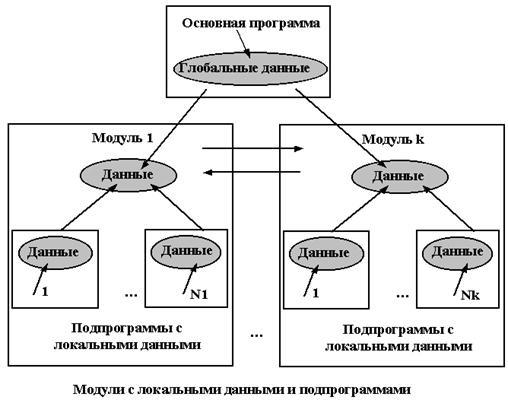 Основная программа
Глобальные данные
Модуль 1
Модуль k
Данные
Данные
Данные
Данные
Данные
Данные
1
...
N1
1
...
Nk
Подпрограммы с
локальными данными
...
Подпрограммы с
локальными данными
Модули с локальными данными и подпрограммами